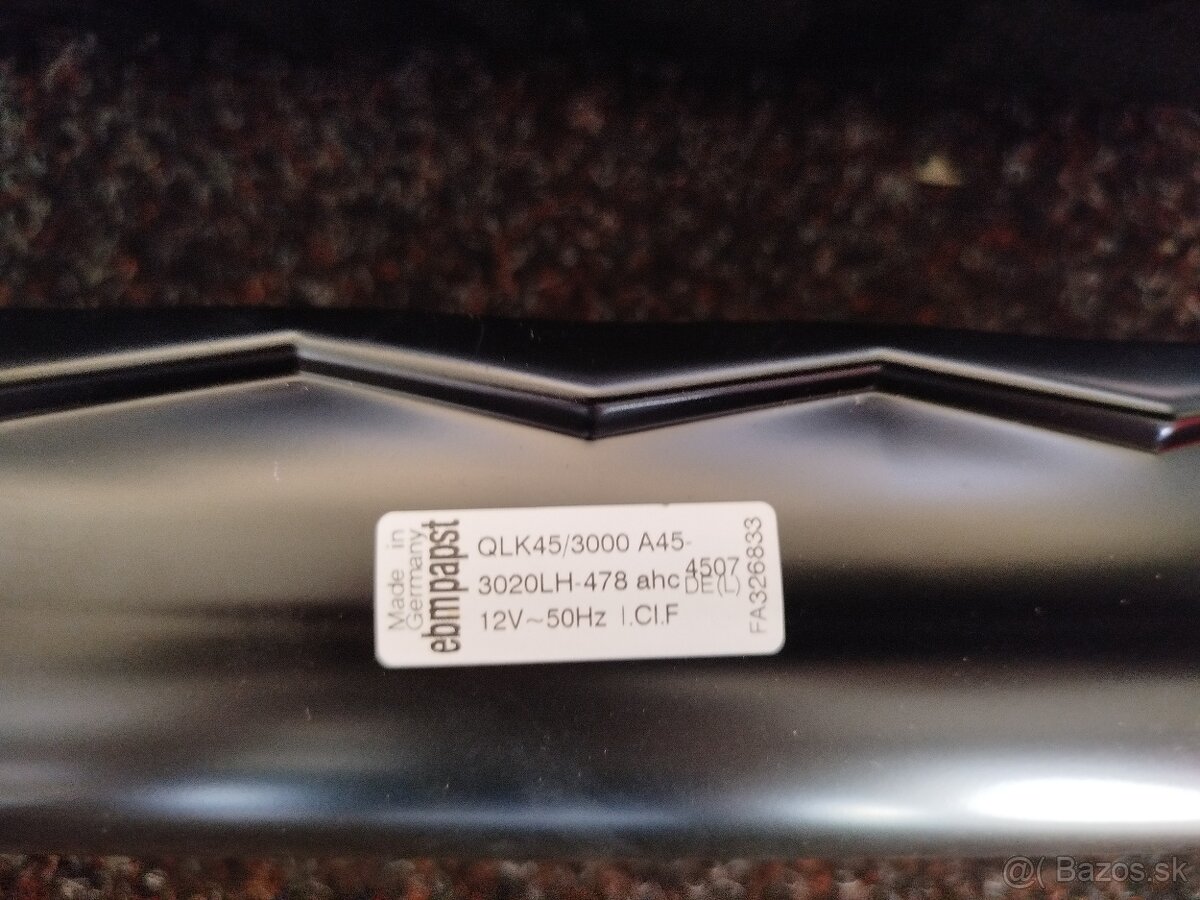 Made in
Germany
ebmpapst
QLK45/3000 A45-
3020LH-478 ahc 4507
DE(L)
12V~50Hz I.Cl.F
FA326833
@( Bazos.sk